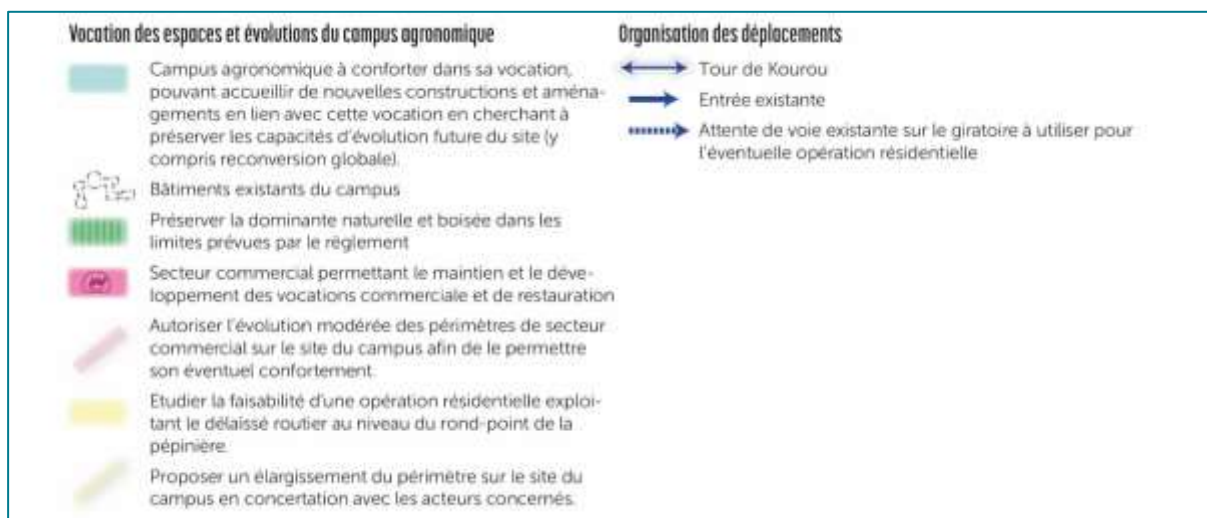 Vocation des espaces et évolutions du campus agronomique
Campus agronomique à conforter dans sa vocation,
pouvant accueillir de nouvelles constructions et aména-
gements en lien avec cette vocation en cherchant à
préserver les capacités d'évolution future du site (y
compris reconversion globale).
Bâtiments existants du campus
Préserver la dominante naturelle et boisée dans les
limites prévues par le règlement
Secteur commercial permettant le maintien et le déve-
loppement des vocations commerciale et de restauration
Autoriser l'évolution modérée des périmètres de secteur
commercial sur le site du campus afin de le permettre
son éventuel confortement.
Etudier la faisabilité d'une opération résidentielle exploi-
tant le délaissé routier au niveau du rond-point de la
pépinière.
Proposer un élargissement du périmètre sur le site du
campus en concertation avec les acteurs concernés.
Organisation des déplacements
Tour de Kourou
Entrée existante
Attente de voie existante sur le giratoire à utiliser pour
l'éventuelle opération résidentielle